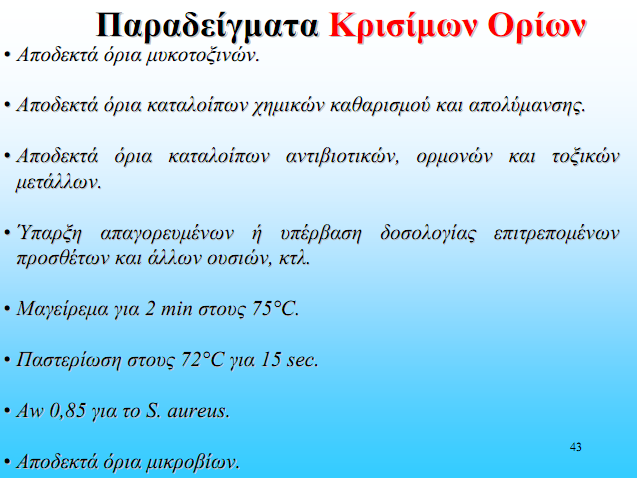 Παραδείγματα Κρισίμων Ορίων
• Αποδεκτά όρια μυκοτοξινών.
• Αποδεκτά όρια καταλοίπων χημικών καθαρισμού και απολύμανσης.
• Αποδεκτά όρια καταλοίπων αντιβιοτικών, ορμονών και τοξικών
μετάλλων.
• Ύπαρξη απαγορευμένων ή υπέρβαση δοσολογίας επιτρεπομένων
προσθέτων και άλλων ουσιών, κτλ.
• Μαγείρεμα για 2 min στους 75°C.
• Παστερίωση στους 72°C για 15 sec.
• Aw 0,85 για το S. aureus.
43
• Αποδεκτά όρια μικροβίων.